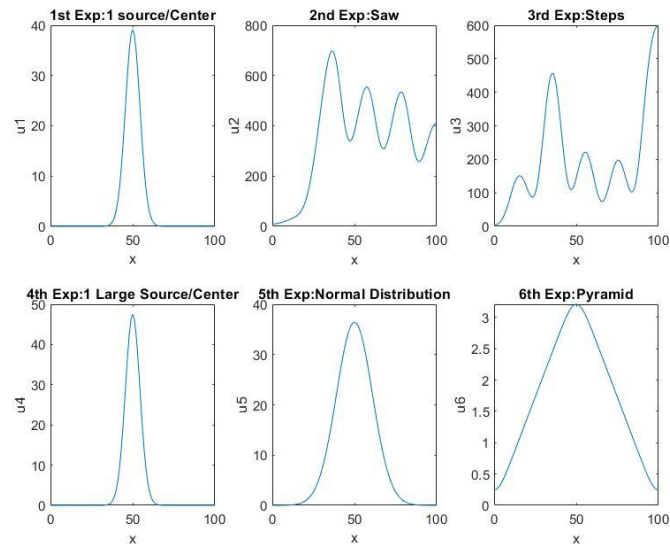 1st Exp:1 source/Center
40
30
20
10
0
u1
0 50 100
x
2nd Exp:Saw
800
600
400
200
0
u2
0 50 100
x
3rd Exp:Steps
600
500
400
300
200
100
0
u3
0 50 100
x
4th Exp:1 Large Source/Center
50
40
30
20
10
0
u4
0 50 100
x
5th Exp:Normal Distribution
40
30
20
10
0
u5
0 50 100
x
6th Exp:Pyramid
3
2.5
2
1.5
1
0.5
0
u6
0 50 100
x